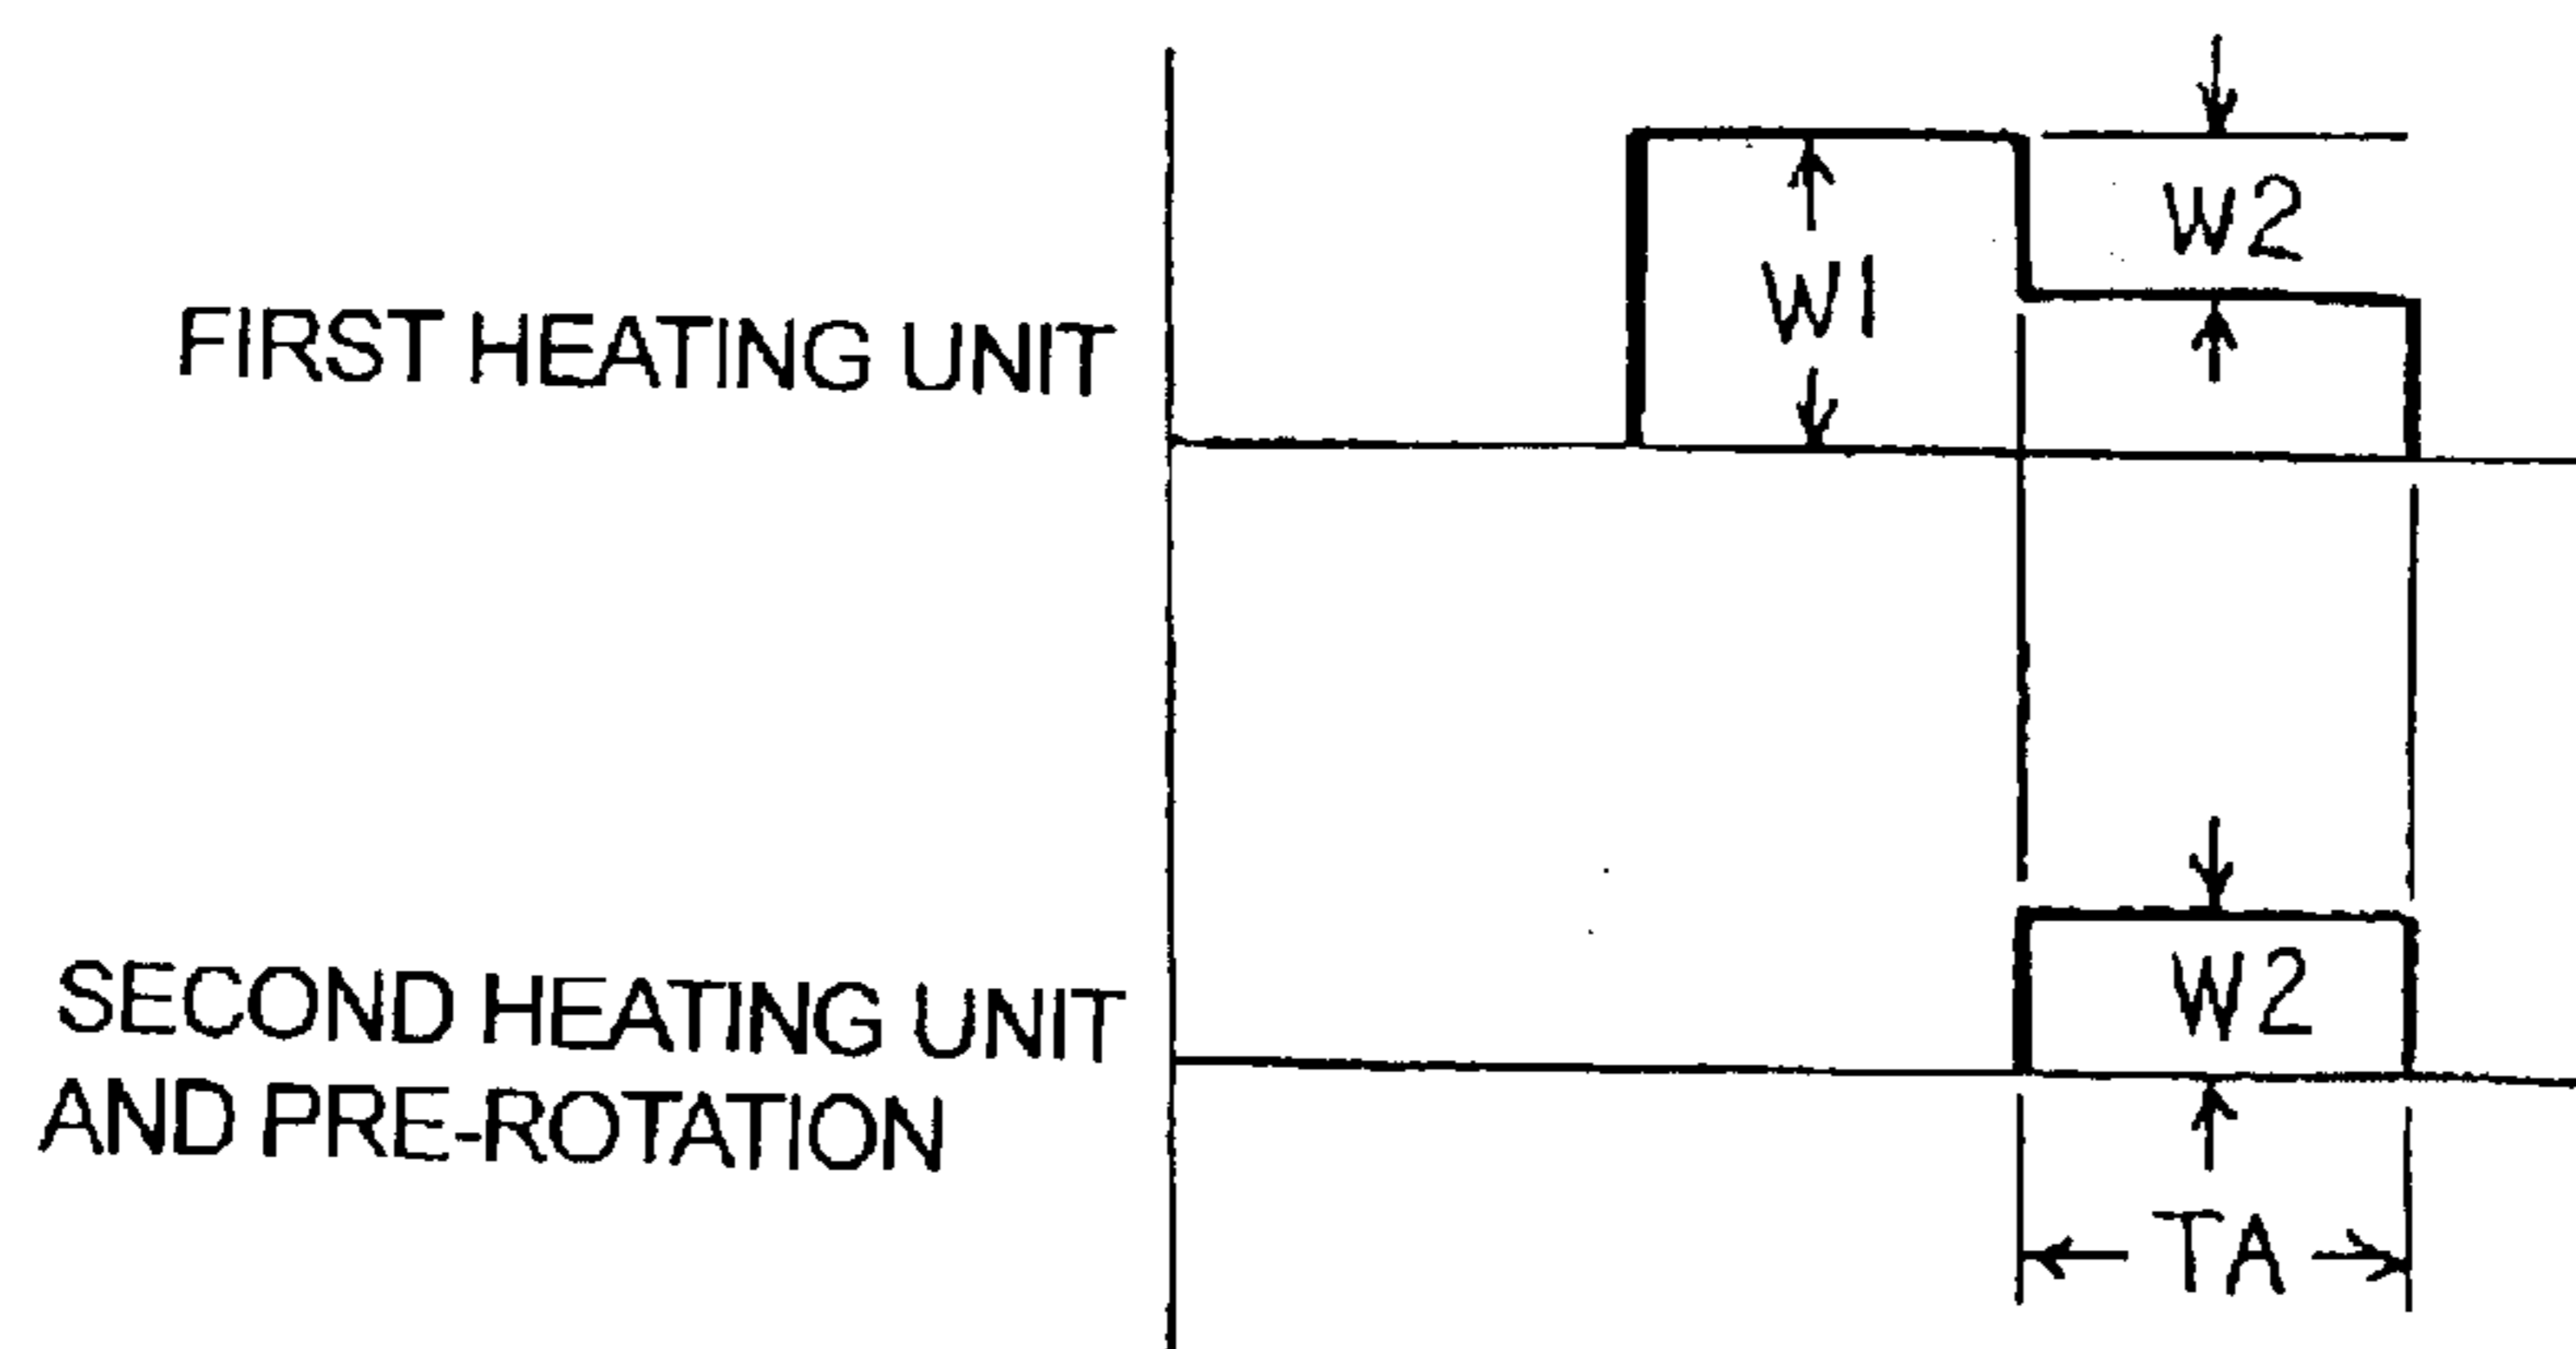 W2
W1
FIRST HEATING UNIT
SECOND HEATING UNIT
AND PRE-ROTATION
W2
TA